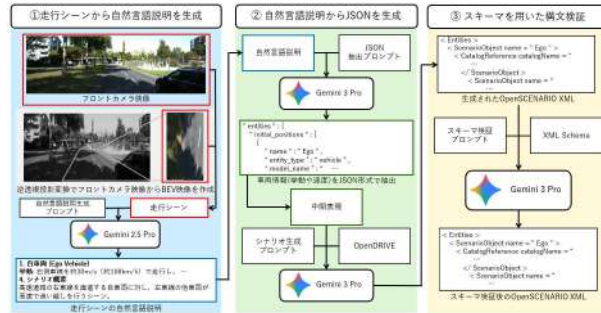 ①走行シーンから自然言語説明を生成
フロントカメラ映像
逆透視投影変換でフロントカメラ映像からBEV映像を作成
自然言語説明生成
プロンプト
走行シーン
Gemini 2.5 Pro
1. 自車両 (Ego Vehicle)
4. シナリオ概要
走行シーンの自然言語説明
② 自然言語説明からJSONを生成
自然言語説明
JSON
抽出プロンプト
Gemini 3 Pro
" entities " : {
" initial_positions " : [
{
" name " : " Ego " ,
" entity_type " : " vehicle " ,
" model_name " : " …
車両情報(挙動や速度)をJSON形式で抽出
中間表現
シナリオ生成
プロンプト
OpenDRIVE
Gemini 3 Pro
③ スキーマを用いた構文検証
< Entities >
< ScenarioObject name = " Ego " >
< CatalogReference catalogName = "
…
</ ScenarioObject >
< ScenarioObject name = "
生成されたOpenSCENARIO XML
スキーマ検証
プロンプト
XML Schema
Gemini 3 Pro
< Entities >
< ScenarioObject name = " Ego " >
< CatalogReference catalogName = "
…
</ ScenarioObject >
< ScenarioObject name = "
スキーマ検証後のOpenSCENARIO XML